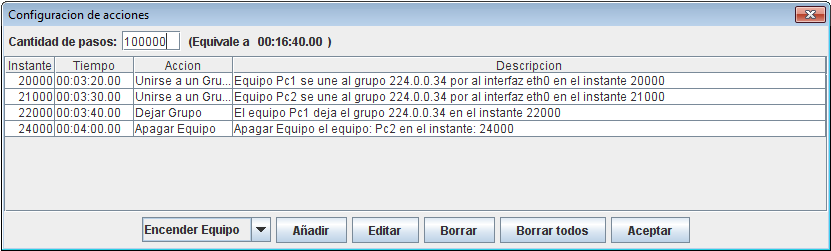 Configuracion de acciones
Cantidad de pasos: 100000 (Equivale a 00:16:40.00 )
Instante Tiempo Accion Descripcion
20000 00:03:20.00 Unirse a un Gru... Equipo Pc1 se une al grupo 224.0.0.34 por al interfaz eth0 en el instante 20000
21000 00:03:30.00 Unirse a un Gru... Equipo Pc2 se une al grupo 224.0.0.34 por al interfaz eth0 en el instante 21000
22000 00:03:40.00 Dejar Grupo El equipo Pc1 deja el grupo 224.0.0.34 en el instante 22000
24000 00:04:00.00 Apagar Equipo Apagar Equipo el equipo: Pc2 en el instante: 24000
Encender Equipo Añadir Editar Borrar Borrar todos Aceptar